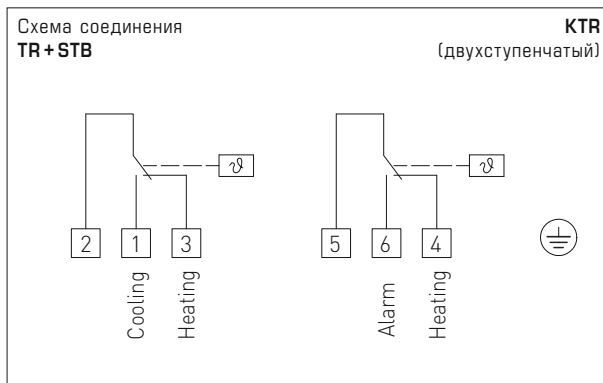 Схема соединения
TR + STB
KTR
(двухступенчатый)
ϑ
ϑ
2
1
3
5
6
4
Cooling
Heating
Alarm
Heating